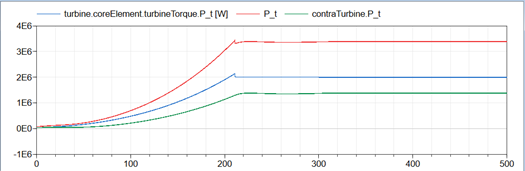 turbine.coreElement.turbineTorque.P_t [W] P_t contraTurbine.P_t
4E6
3E6
2E6
1E6
0E0
-1E6
0 100 200 300 400 500